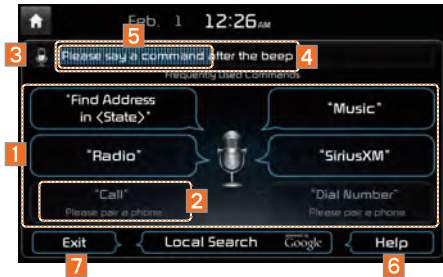 Feb. 1 12:26 AM
5
3 Please say a command after the beep 4
Frequently Used Commands
"Find Address
in <State>"
"Music"
1 "Radio"
"SiriusXM"
"Call" 2
Please pair a phone
"Dial Number"
Please pair a phone
Exit Local Search Google Help
7 6